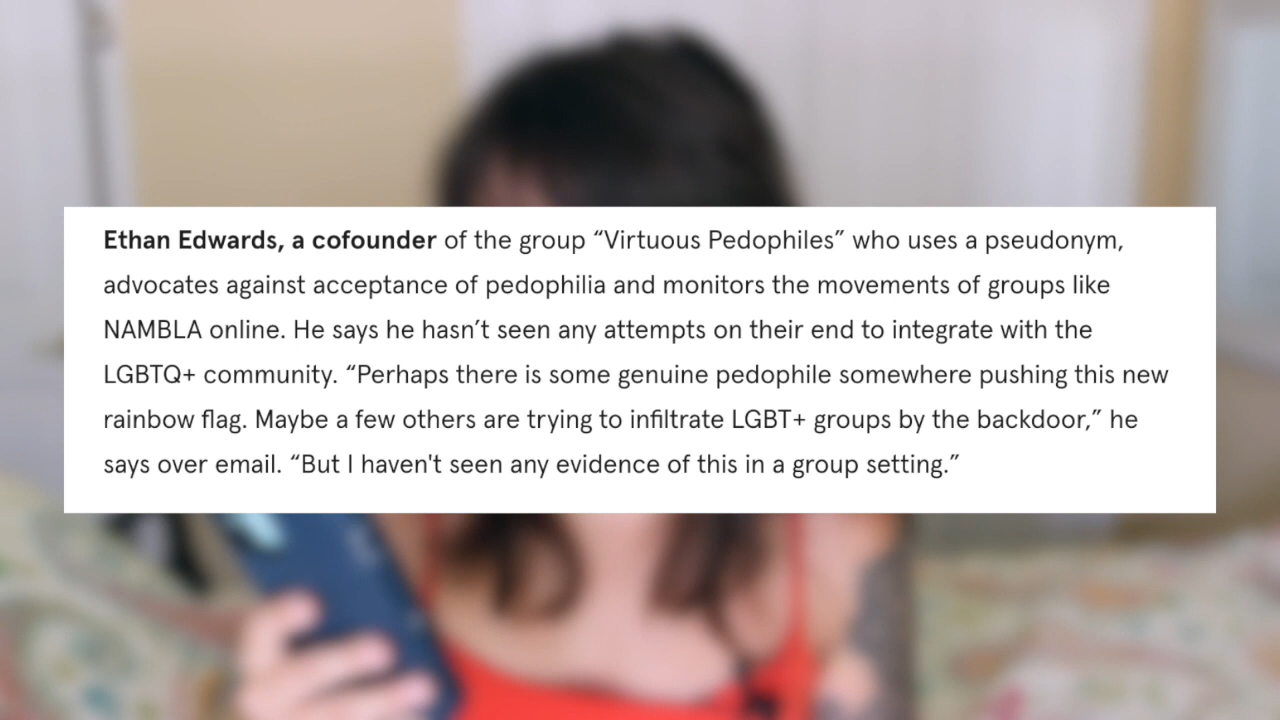 Ethan Edwards, a cofounder of the group “Virtuous Pedophiles” who uses a pseudonym,
advocates against acceptance of pedophilia and monitors the movements of groups like
NAMBLA online. He says he hasn’t seen any attempts on their end to integrate with the
LGBTQ+ community. “Perhaps there is some genuine pedophile somewhere pushing this new
rainbow flag. Maybe a few others are trying to infiltrate LGBT+ groups by the backdoor,” he
says over email. “But I haven't seen any evidence of this in a group setting.”